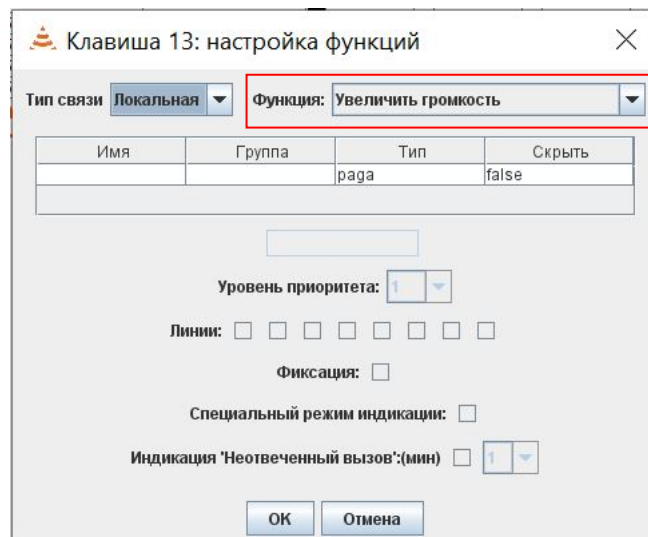 Клавиша 13: настройка функций
Тип связи Локальная Функция: Увеличить громкость
Имя Группа Тип Скрыть
paga false
Уровень приоритета: 1
Линии:
Фиксация:
Специальный режим индикации:
Индикация 'Неотвеченный вызов':(мин) 1
ОК Отмена